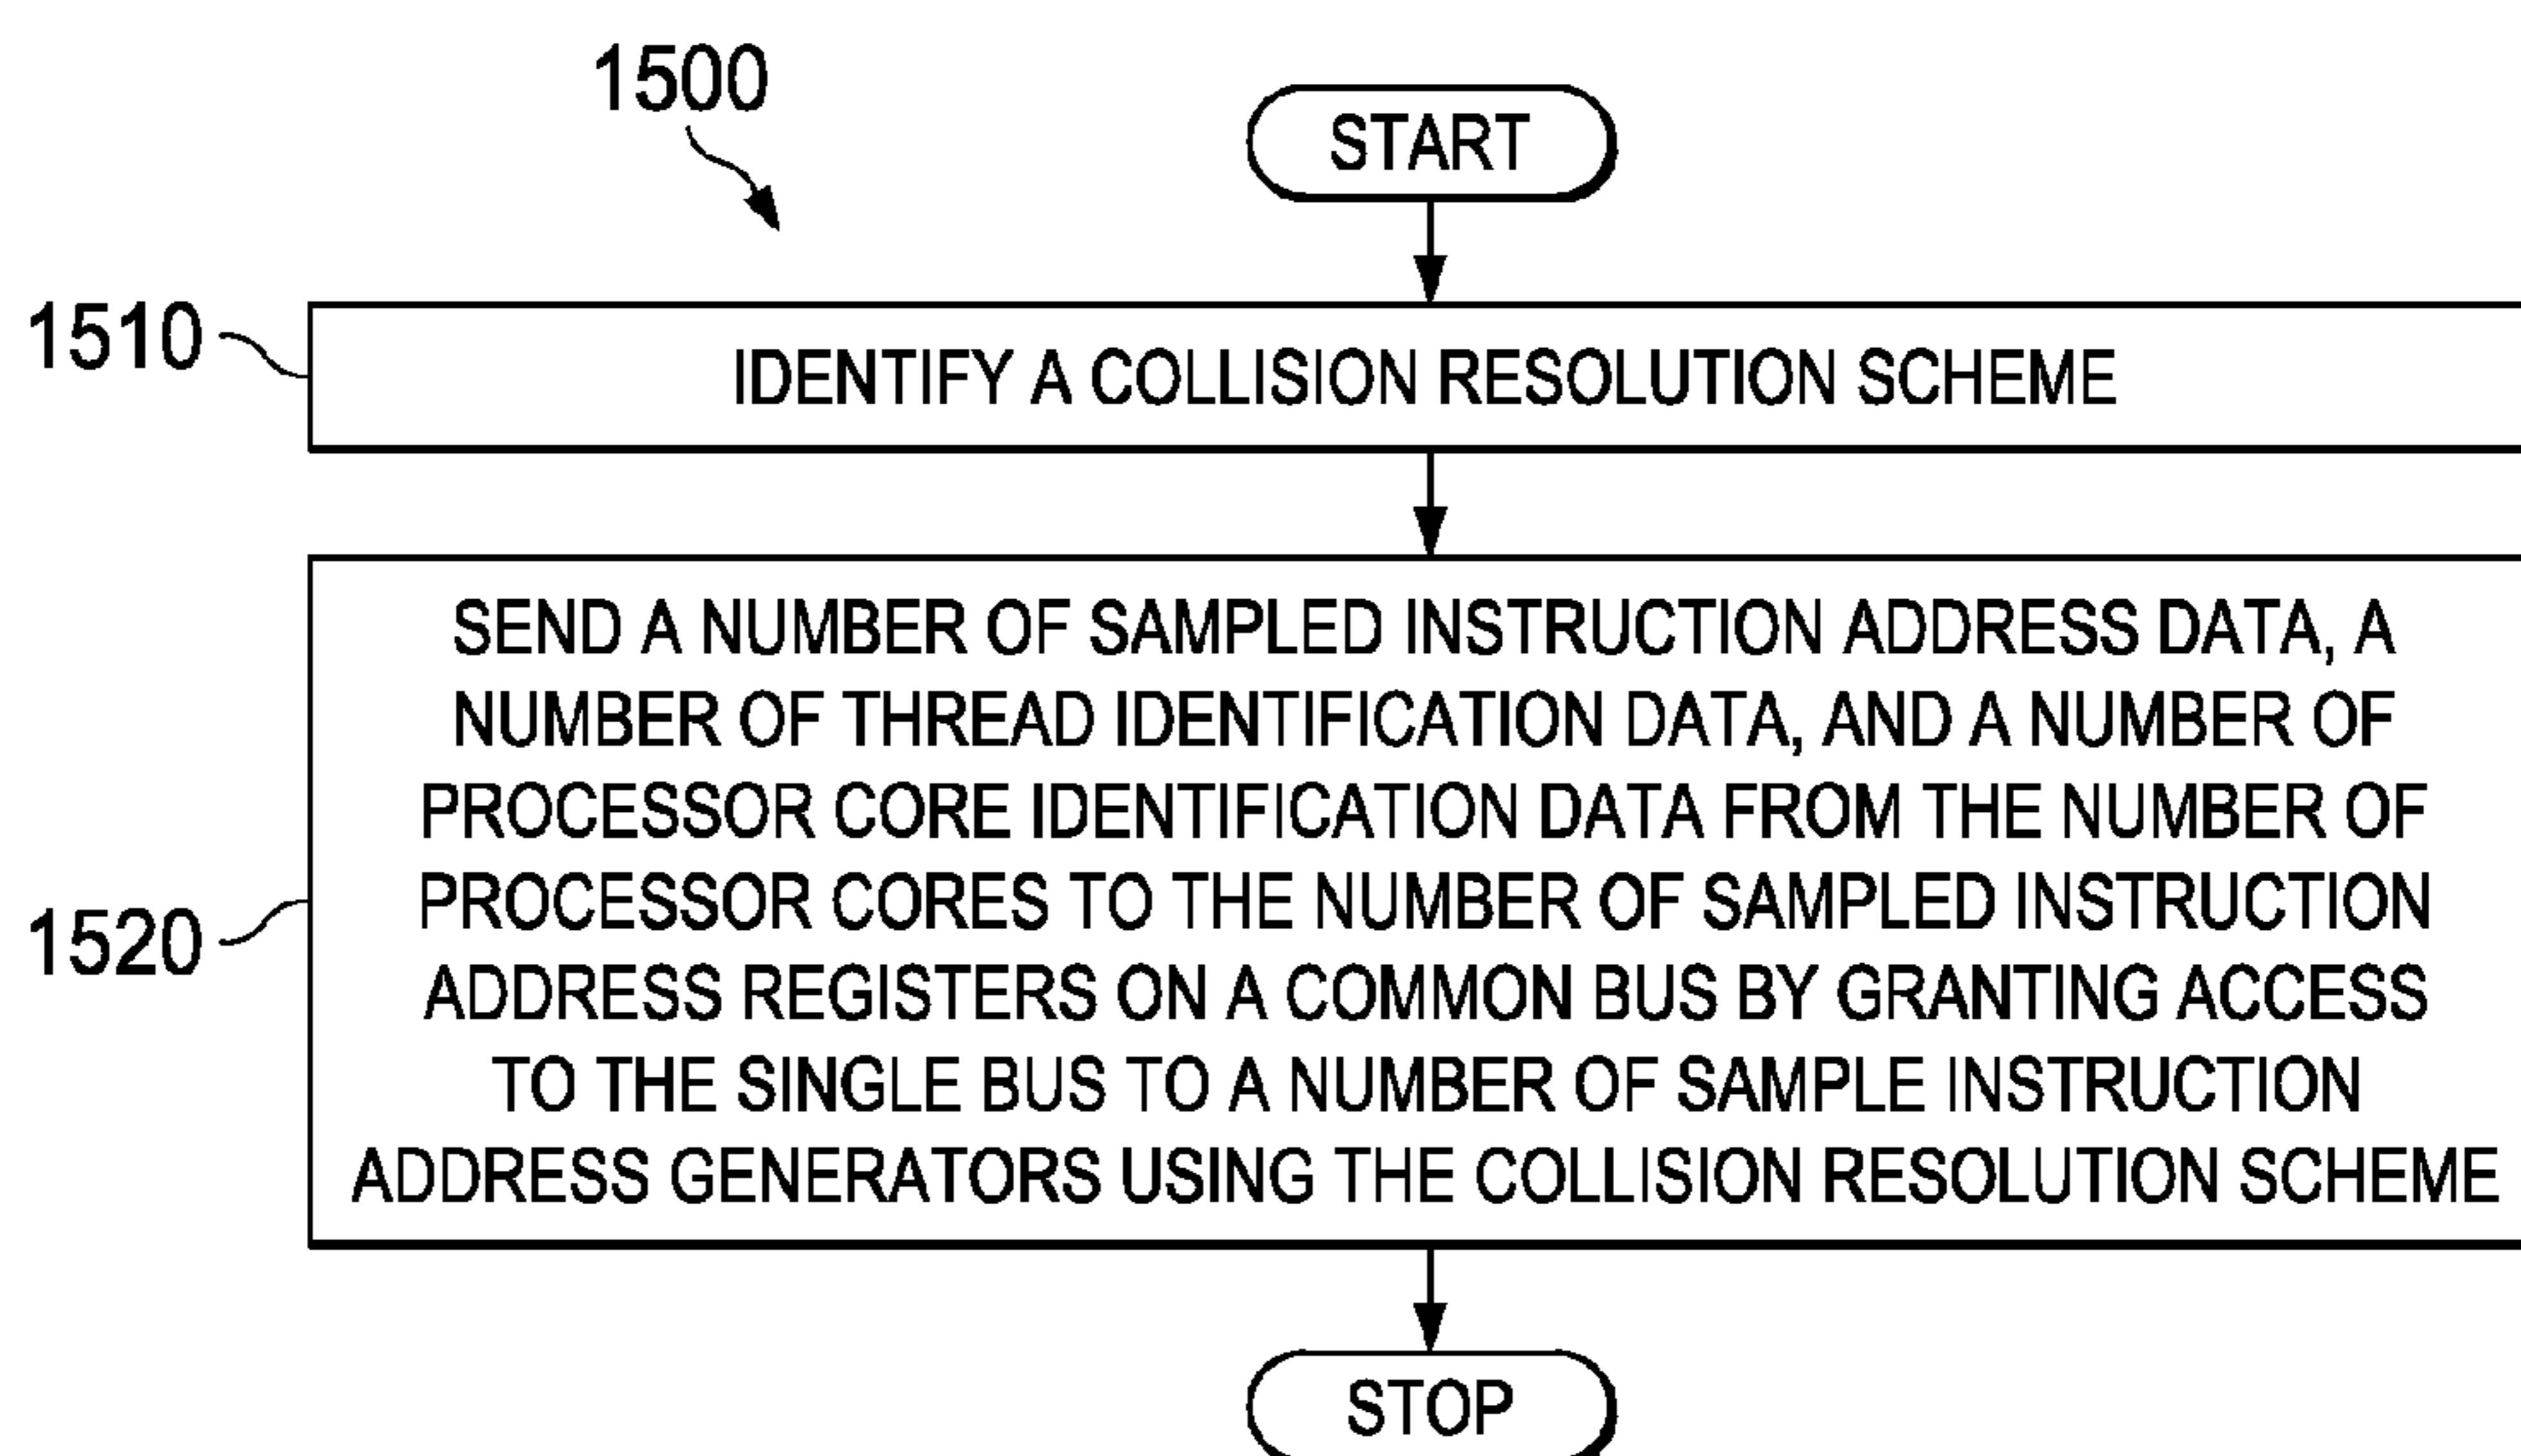 1500
START
1510
IDENTIFY A COLLISION RESOLUTION SCHEME
SEND A NUMBER OF SAMPLED INSTRUCTION ADDRESS DATA, A
NUMBER OF THREAD IDENTIFICATION DATA, AND A NUMBER OF
PROCESSOR CORE IDENTIFICATION DATA FROM THE NUMBER OF
PROCESSOR CORES TO THE NUMBER OF SAMPLED INSTRUCTION
1520
ADDRESS REGISTERS ON A COMMON BUS BY GRANTING ACCESS
TO THE SINGLE BUS TO A NUMBER OF SAMPLE INSTRUCTION
ADDRESS GENERATORS USING THE COLLISION RESOLUTION SCHEME
STOP